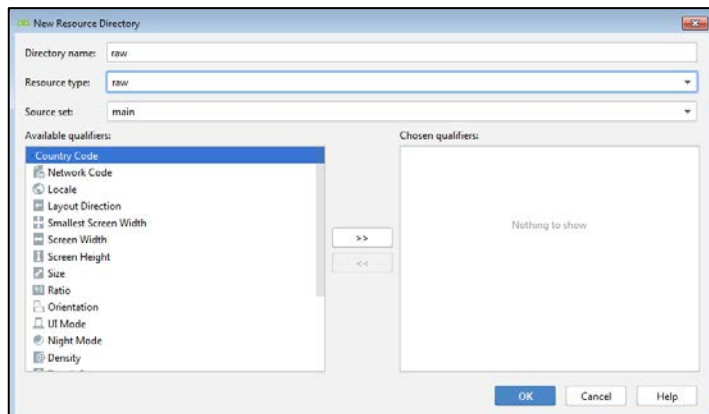 New Resource Directory
Directory name: raw
Resource type: raw
Source set: main
Available qualifiers:
Chosen qualifiers:
Country Code
Network Code
Locale
Layout Direction
Smallest Screen Width
Screen Width
Screen Height
Size
Ratio
Orientation
UI Mode
Night Mode
Density
>>
<<
Nothing to show
OK Cancel Help